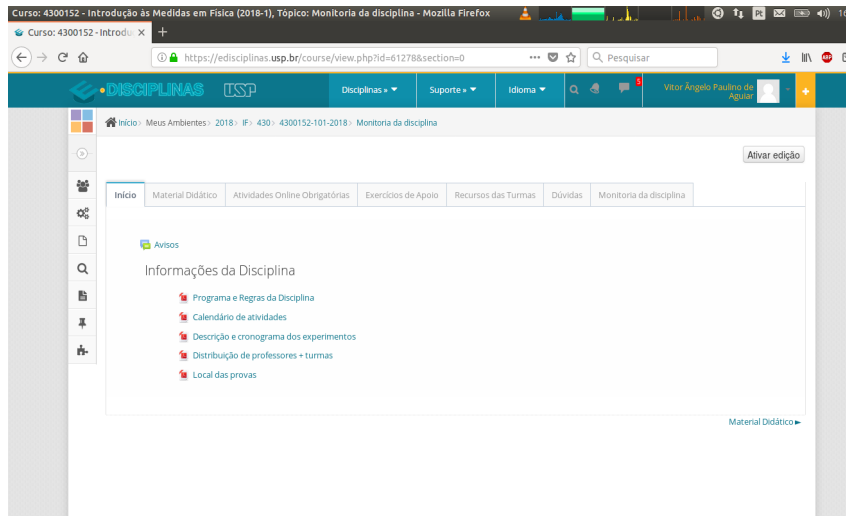 Curso: 4300152 - Introdução às Medidas em Física (2018-1), Tópico: Monitoria da disciplina - Mozilla Firefox
Pt
Curso: 4300152 - Introdu
https://edisciplinas.usp.br/course/view.php?id=61278&section=0
Pesquisar
ABP
e-DISCIPLINAS USP
Disciplinas »
Suporte »
Idioma »
5
Vitor Ângelo Paulino de
Aguiar
Início > Meus Ambientes > 2018 > IF > 430 > 4300152-101-2018 > Monitoria da disciplina
Ativar edição
Início
Material Didático
Atividades Online Obrigatórias
Exercícios de Apoio
Recursos das Turmas
Dúvidas
Monitoria da disciplina
Avisos
Informações da Disciplina
Programa e Regras da Disciplina
Calendário de atividades
Descrição e cronograma dos experimentos
Distribuição de professores + turmas
Local das provas
Material Didático ►